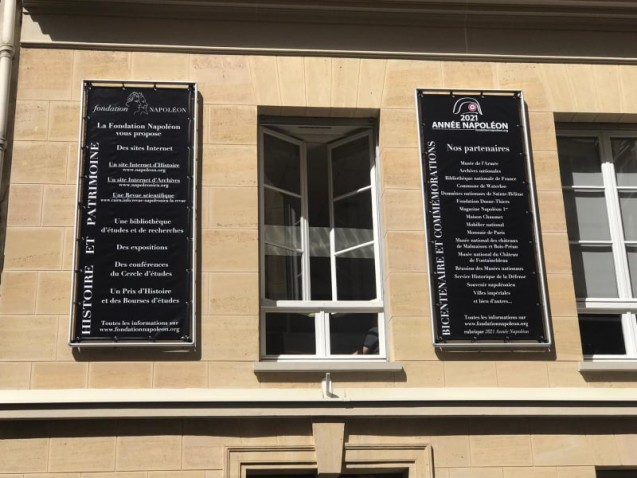 fondation NAPOLÉON
La Fondation Napoléon
vous propose
Des sites Internet
Un site Internet d'Histoire
www.napoleon.org
Un site Internet d'Archives
www.napoleonica.org
Une Revue scientifique
Une bibliothèque
d'études et de recherches
Des expositions
Des conférences
du Cercle d'études
Un Prix d'Histoire
et des Bourses d'études
Toutes les informations sur
www.fondationnapoleon.org
HISTOIRE ET PATRIMOINE
2021
ANNÉE NAPOLÉON
fondationnapoleon.org
Nos partenaires
Musée de l'Armée
Archives nationales
Bibliothèque nationale de France
Commune de Waterloo
Domaines nationaux de Sainte-Hélène
Fondation Dosne-Thiers
Magazine Napoléon 1er
Maison Chaumet
Mobilier national
Monnaie de Paris
Musée national des châteaux
de Malmaison et Bois-Préau
Musée national du Château
de Fontainebleau
Réunion des Musées nationaux
Service Historique de la Défense
Souvenir napoléonien
Villes impériales
et bien d'autres...
Toutes les informations sur
www.fondationnapoleon.org
rubrique 2021 Année Napoléon
BICENTENAIRE ET COMMÉMORATIONS